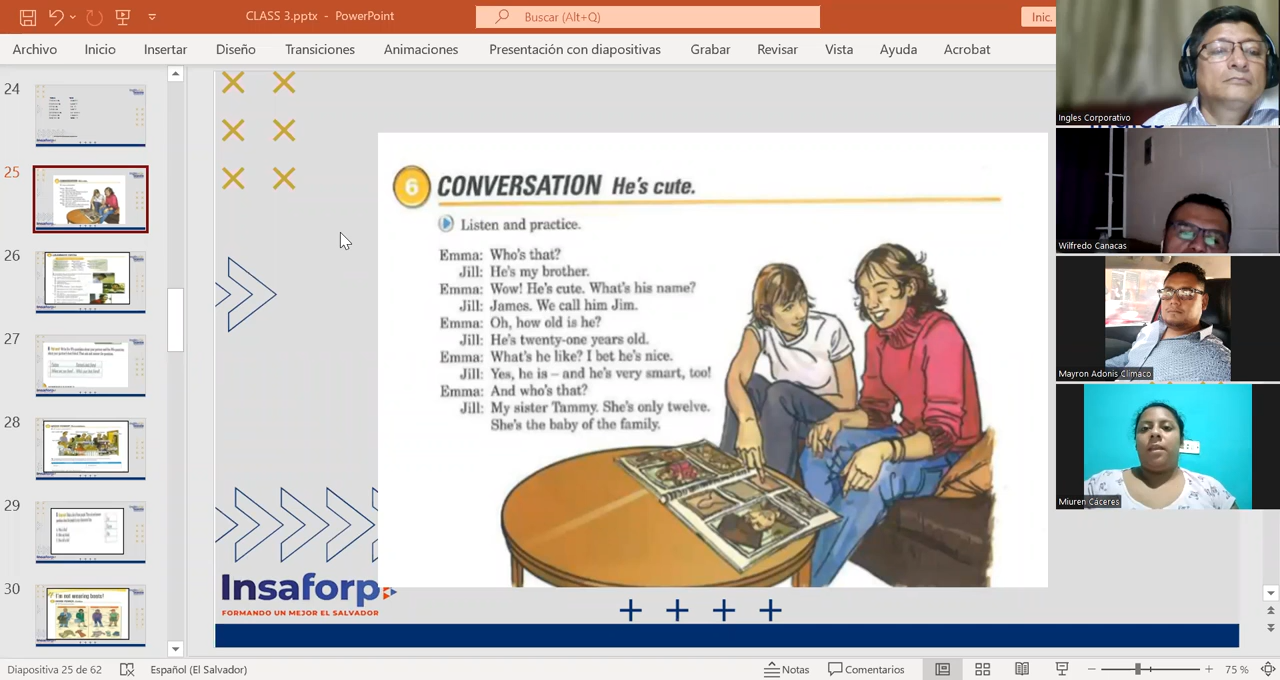 CLASS 3.pptx - PowerPoint
Buscar (Alt+Q)
Inic.
Archivo Inicio Insertar Diseño Transiciones Animaciones Presentación con diapositivas Grabar Revisar Vista Ayuda Acrobat
24
25
26
27
28
29
30
I'm not wearing boots!
6 CONVERSATION He's cute.
Listen and practice.
Emma: Who's that?
Jill: He's my brother.
Emma: Wow! He's cute. What's his name?
Jill: James. We call him Jim.
Emma: Oh, how old is he?
Jill: He's twenty-one years old.
Emma: What's he like? I bet he's nice.
Jill: Yes, he is – and he's very smart, too!
Emma: And who's that?
Jill: My sister Tammy. She's only twelve.
She's the baby of the family.
Insaforp
FORMANDO UN MEJOR EL SALVADOR
Ingles Corporativo
Wilfredo Canacas
Mayron Adonis Climaco
Miuren Cáceres
Diapositiva 25 de 62
Español (El Salvador)
Notas
Comentarios
75 %